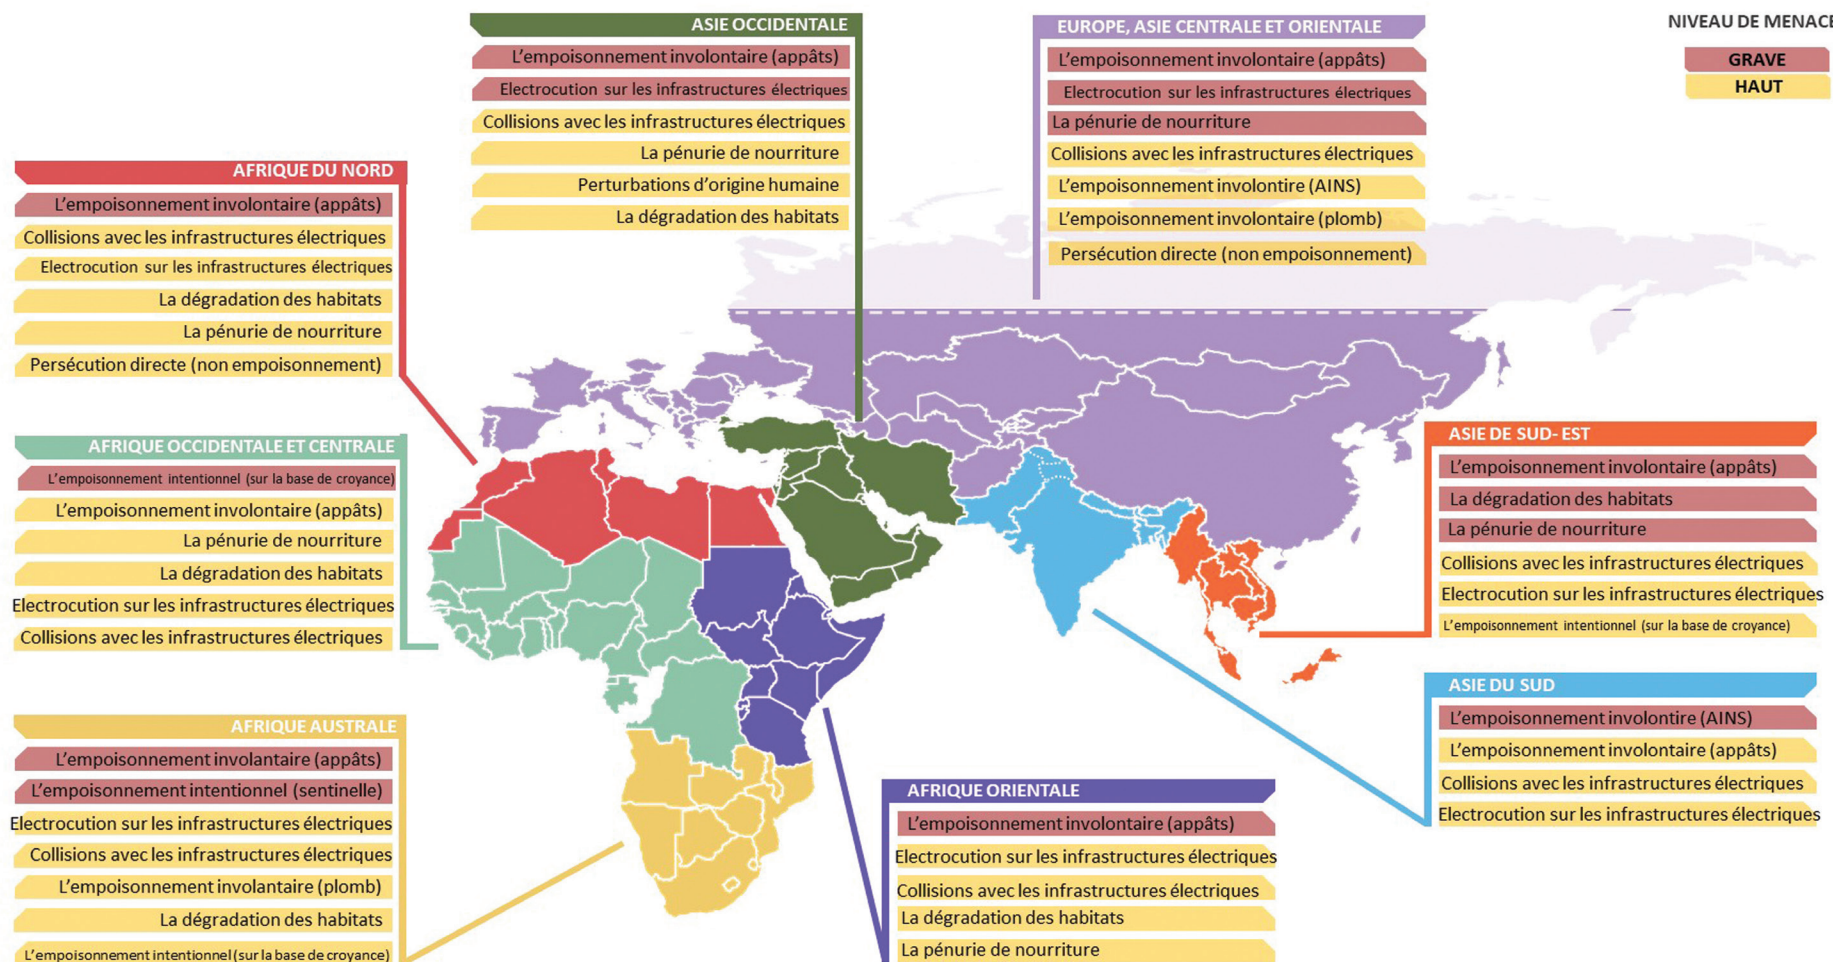 ASIE OCCIDENTALE
L'empoisonnement involontaire (appâts)
Electrocution sur les infrastructures électriques
Collisions avec les infrastructures électriques
La pénurie de nourriture
Perturbations d'origine humaine
La dégradation des habitats
EUROPE, ASIE CENTRALE ET ORIENTALE
L'empoisonnement involontaire (appâts)
Electrocution sur les infrastructures électriques
La pénurie de nourriture
Collisions avec les infrastructures électriques
L'empoisonnement involontire (AINS)
L'empoisonnement involontaire (plomb)
Persécution directe (non empoisonnement)
NIVEAU DE MENACE
GRAVE
HAUT
AFRIQUE DU NORD
L'empoisonnement involontaire (appâts)
Collisions avec les infrastructures électriques
Electrocution sur les infrastructures électriques
La dégradation des habitats
La pénurie de nourriture
Persécution directe (non empoisonnement)
AFRIQUE OCCIDENTALE ET CENTRALE
L'empoisonnement intentionnel (sur la base de croyance)
L'empoisonnement involontaire (appâts)
La pénurie de nourriture
La dégradation des habitats
Electrocution sur les infrastructures électriques
Collisions avec les infrastructures électriques
ASIE DE SUD- EST
L'empoisonnement involontaire (appâts)
La dégradation des habitats
La pénurie de nourriture
Collisions avec les infrastructures électriques
Electrocution sur les infrastructures électriques
L'empoisonnement intentionnel (sur la base de croyance)
ASIE DU SUD
L'empoisonnement involontire (AINS)
L'empoisonnement involontaire (appâts)
Collisions avec les infrastructures électriques
Electrocution sur les infrastructures électriques
AFRIQUE AUSTRALE
L'empoisonnement involantaire (appâts)
L'empoisonnement intentionnel (sentinelle)
Electrocution sur les infrastructures électriques
Collisions avec les infrastructures électriques
L'empoisonnement involantaire (plomb)
La dégradation des habitats
L'empoisonnement intentionnel (sur la base de croyance)
AFRIQUE ORIENTALE
L'empoisonnement involontaire (appâts)
Electrocution sur les infrastructures électriques
Collisions avec les infrastructures électriques
La dégradation des habitats
La pénurie de nourriture